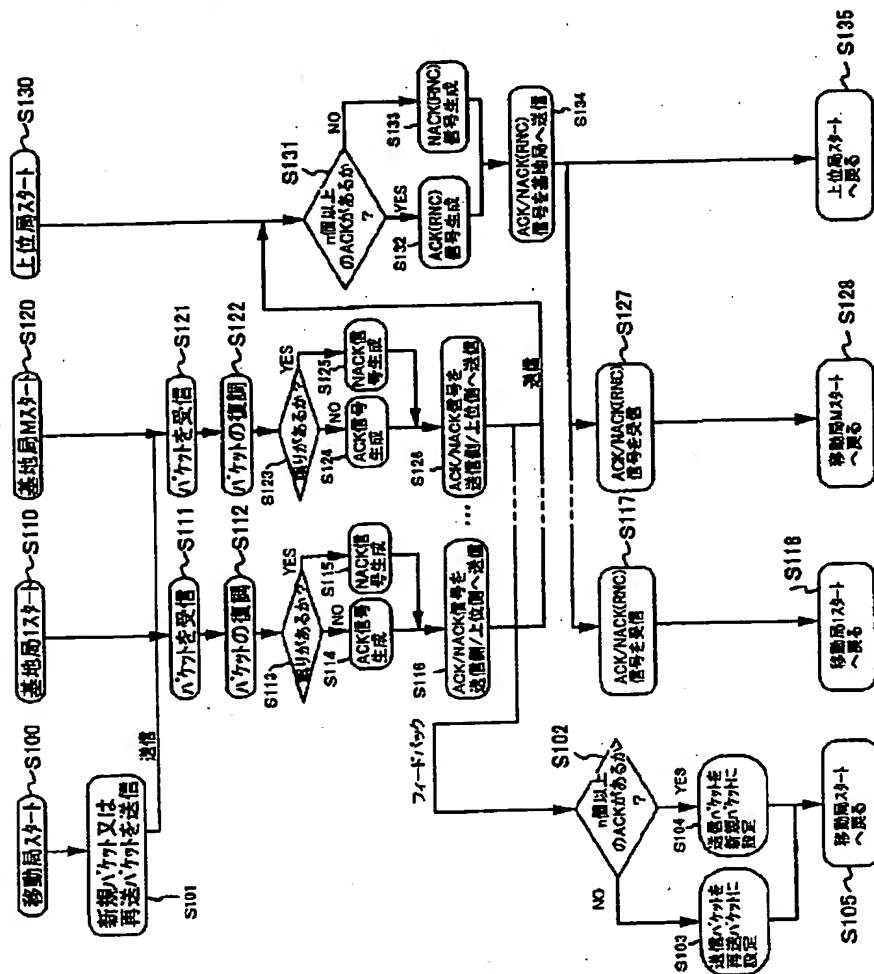 移動局スタート
S100
新規パケット又は
再送パケットを送信
S101
送信
フィードバック
n個以上
のACKがあるか
?
S102
NO
YES
送信パケットを
再送パケットに
設定
S103
送信パケットを
新規パケットに
設定
S104
移動局スタート
へ戻る
S105
基地局1スタート
S110
パケットを受信
S111
パケットの復調
S112
誤りがあるか?
S113
NO
YES
ACK信号
生成
S114
NACK信
号生成
S115
ACK/NACK信号を
送信側/上位側へ送信
S116
ACK/NACK(RNC)
信号を受信
S117
移動局1スタート
へ戻る
S118
...
基地局Mスタート
S120
パケットを受信
S121
パケットの復調
S122
誤りがあるか?
S123
NO
YES
ACK信号
生成
S124
NACK信
号生成
S125
ACK/NACK信号を
送信側/上位側へ送信
S126
送信
ACK/NACK(RNC)
信号を受信
S127
移動局Mスタート
へ戻る
S128
上位局スタート
S130
n個以上
のACKがあるか
?
S131
YES
NO
ACK(RNC)
信号生成
S132
NACK(RNC)
信号生成
S133
ACK/NACK(RNC)
信号を基地局へ送信
S134
上位局スタート
へ戻る
S135